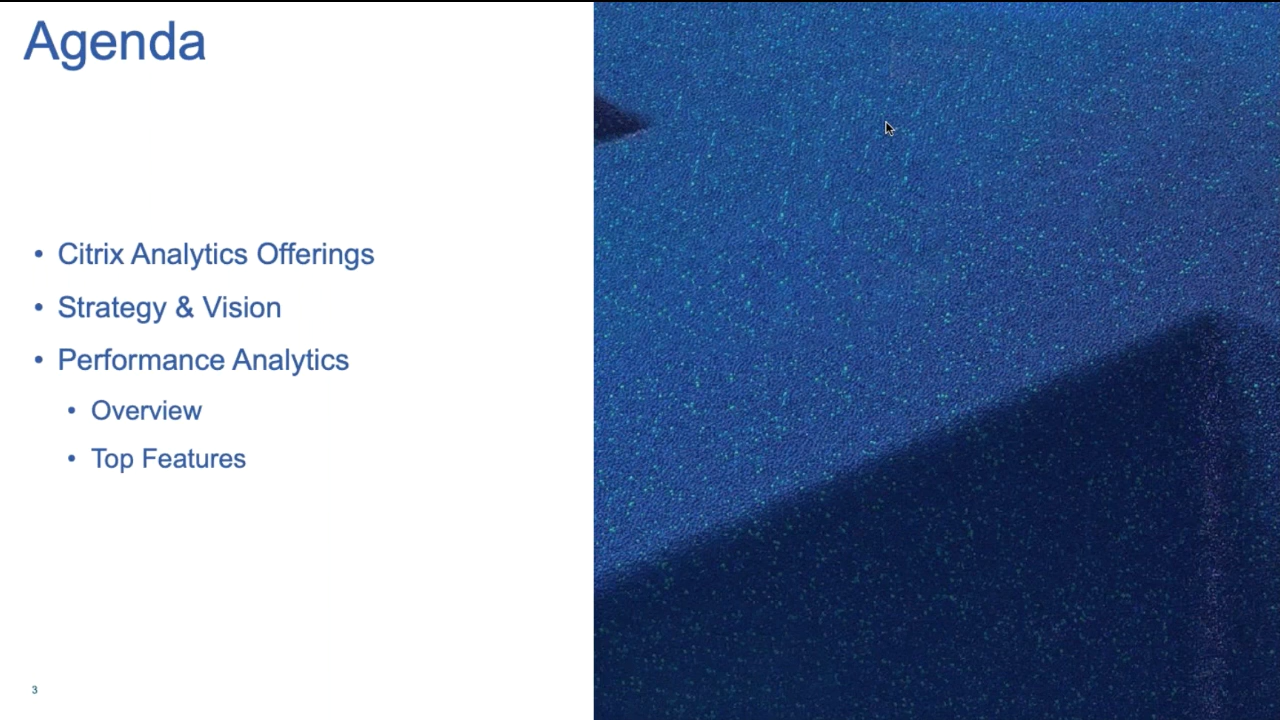 Agenda
• Citrix Analytics Offerings
• Strategy & Vision
• Performance Analytics
• Overview
• Top Features
3